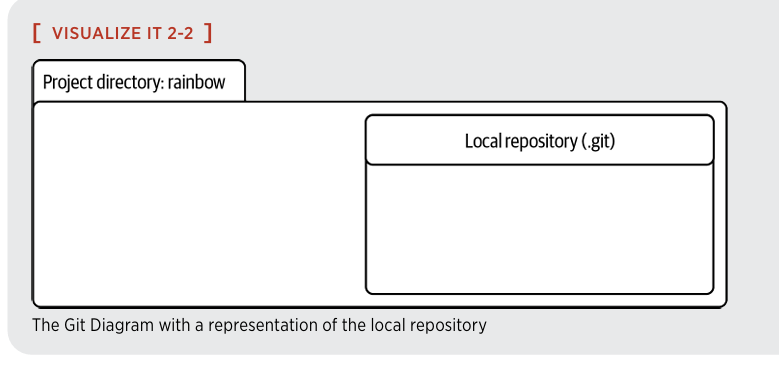 [ VISUALIZE IT 2-2 ]
Project directory: rainbow
Local repository (.git)
The Git Diagram with a representation of the local repository